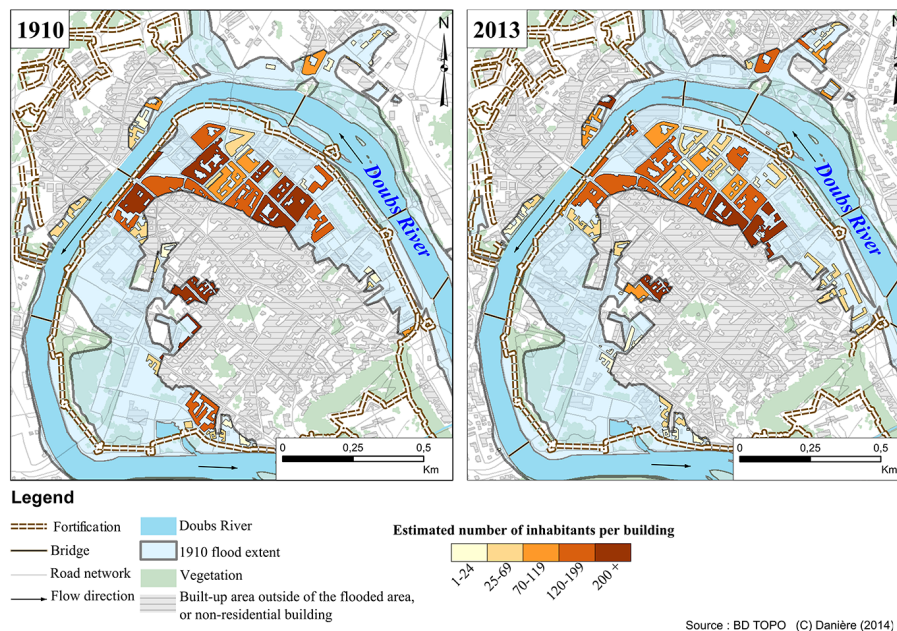 1910
N
Doubs River
0
0,25
0,5
Km
2013
N
Doubs River
0
0,25
0,5
Km
Legend
Fortification
Bridge
Road network
Flow direction
Doubs River
1910 flood extent
Vegetation
Built-up area outside of the flooded area,
or non-residential building
Estimated number of inhabitants per building
1-24
25-69
70-119
120-199
200 +
Source : BD TOPO (C) Danière (2014)